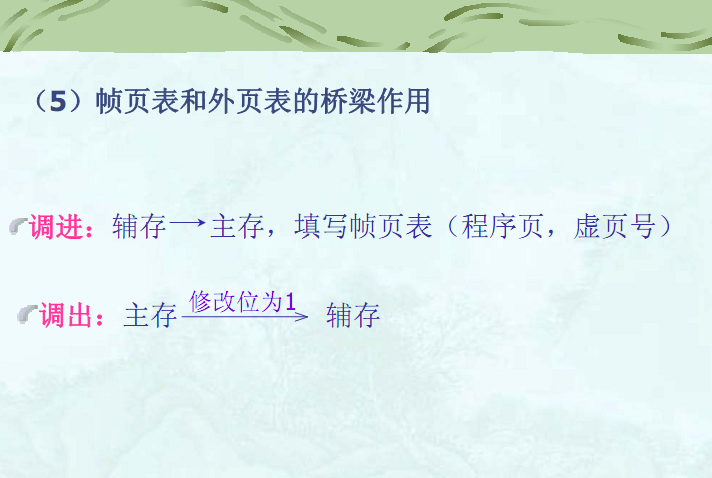 （5）帧页表和外页表的桥梁作用
调进：辅存→主存，填写帧页表（程序页，虚页号）
修改位为1
调出：主存→ 辅存